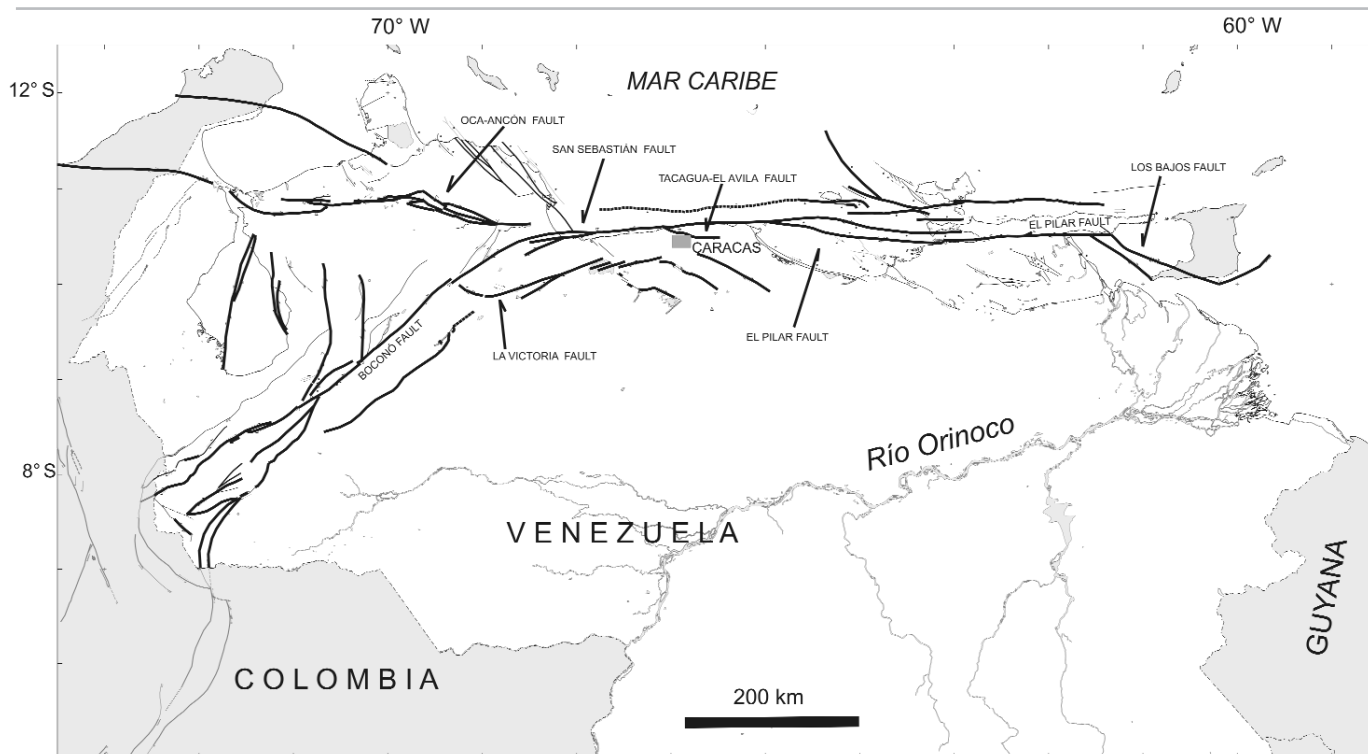 70° W
60° W
12° S
MAR CARIBE
OCA-ANCÓN FAULT
SAN SEBASTIÁN FAULT
TACAGUA-EL AVILA FAULT
LOS BAJOS FAULT
EL PILAR FAULT
CARACAS
BOCONÓ FAULT
LA VICTORIA FAULT
EL PILAR FAULT
Río Orinoco
8° S
VENEZUELA
GUYANA
COLOMBIA
200 km